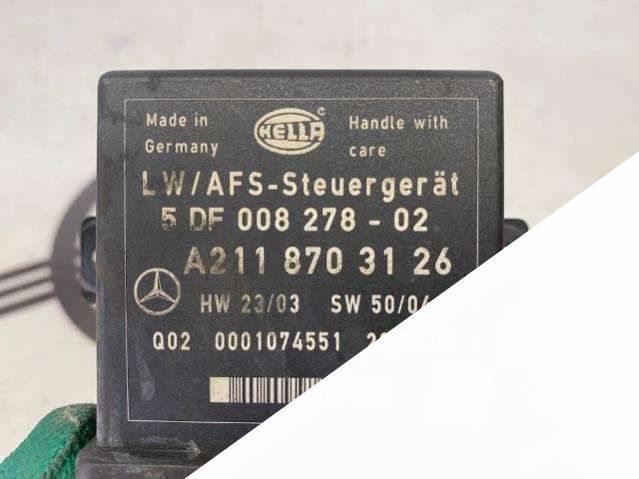 Made in
Germany
HELLA
Handle with
care
LW/AFS-Steuergerät
5 DF 008 278 - 02
A211 870 31 26
HW 23/03 SW
Q02 0001074551